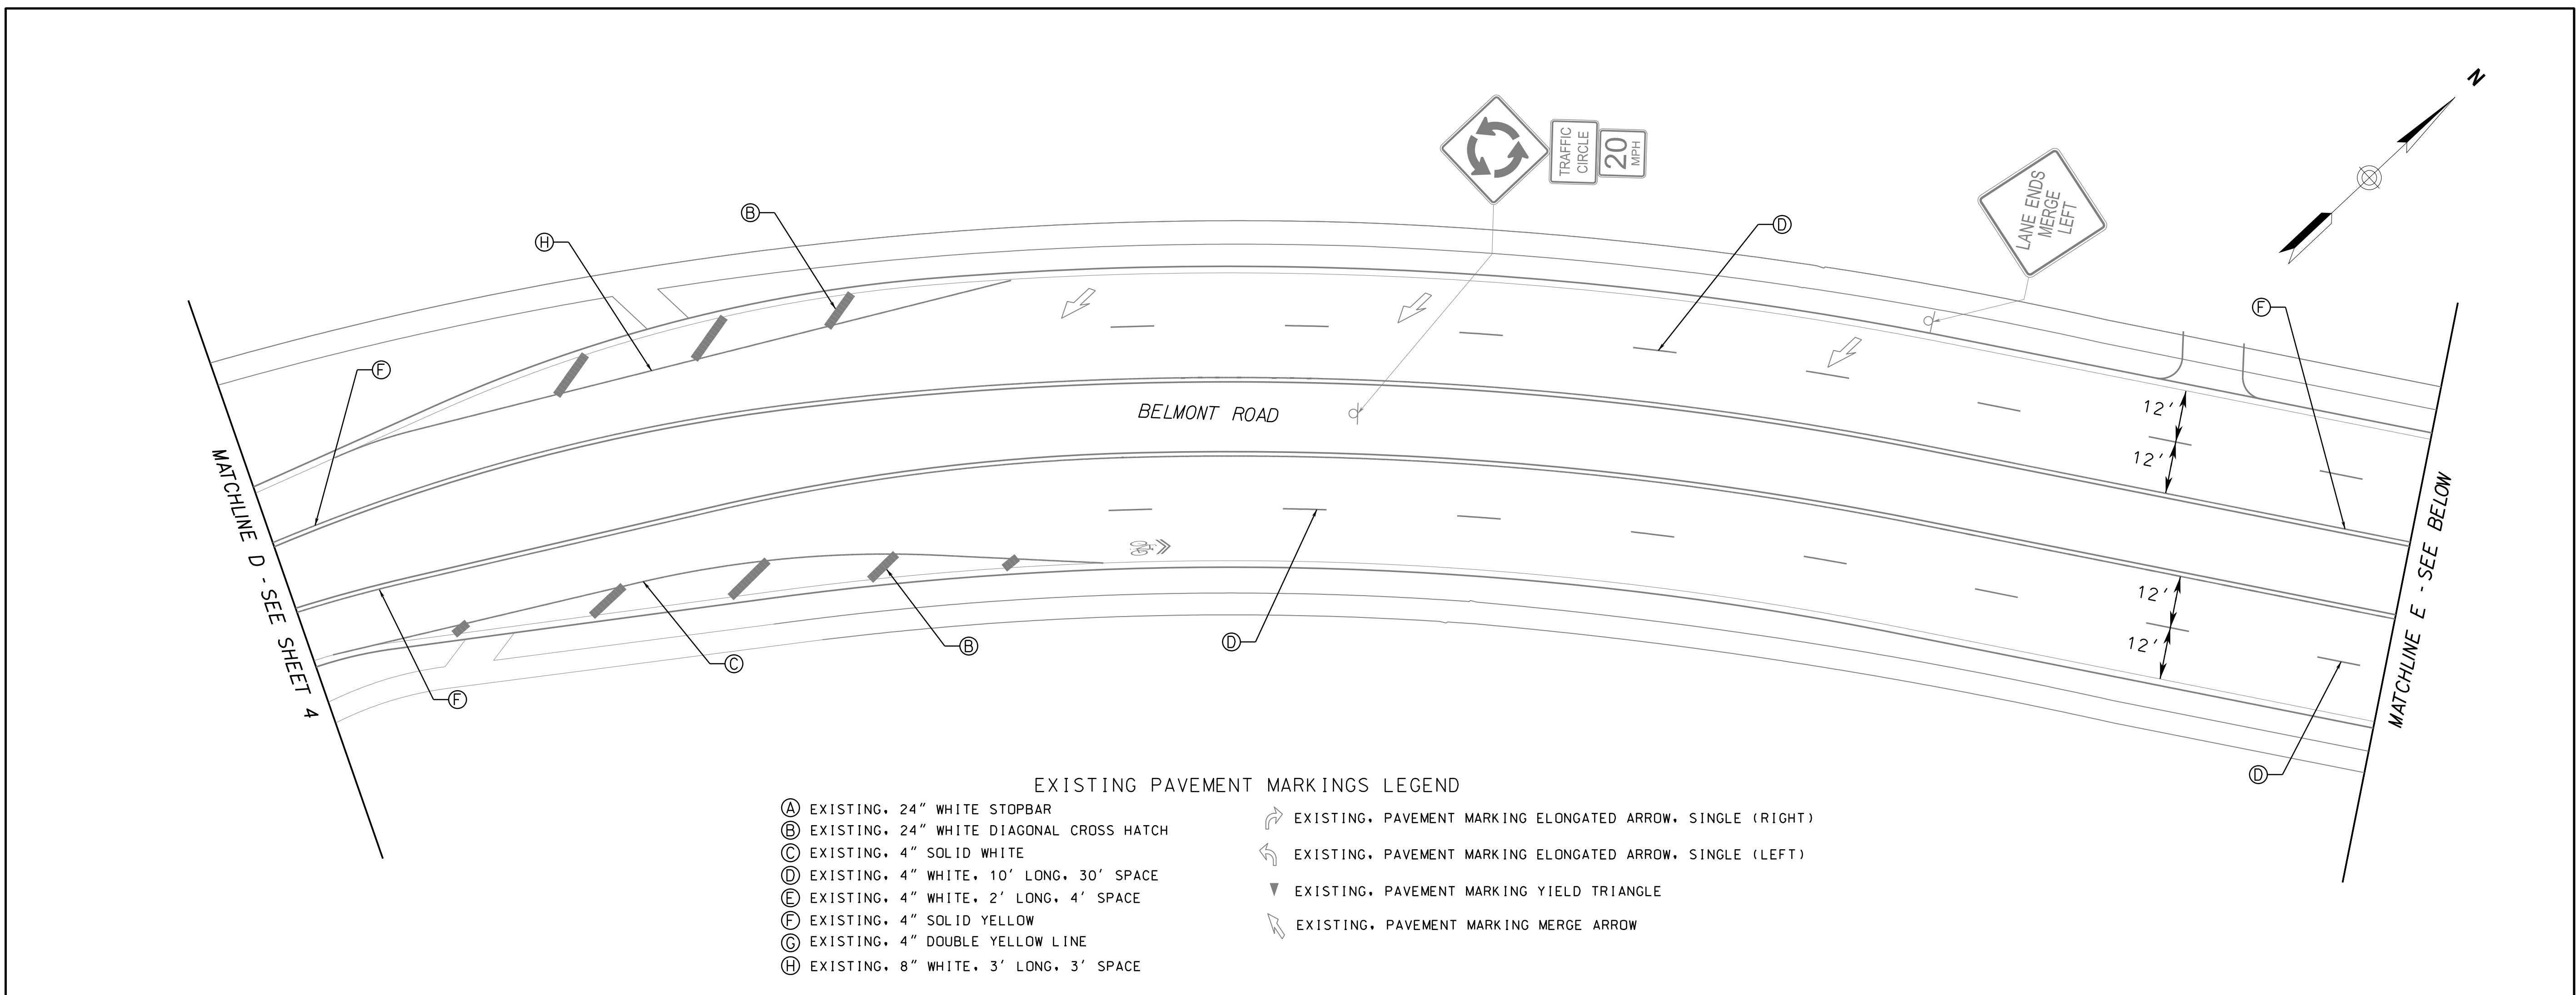 N
TRAFFIC
CIRCLE
20
MPH
LANE ENDS
MERGE
LEFT
B
H
D
F
F
BELMONT ROAD
12'
12'
12'
12'
MATCHLINE D - SEE SHEET 4
MATCHLINE E - SEE BELOW
D
B
C
F
D
EXISTING PAVEMENT MARKINGS LEGEND
A EXISTING, 24" WHITE STOPBAR
B EXISTING, 24" WHITE DIAGONAL CROSS HATCH
C EXISTING, 4" SOLID WHITE
D EXISTING, 4" WHITE, 10' LONG, 30' SPACE
E EXISTING, 4" WHITE, 2' LONG, 4' SPACE
F EXISTING, 4" SOLID YELLOW
G EXISTING, 4" DOUBLE YELLOW LINE
H EXISTING, 8" WHITE, 3' LONG, 3' SPACE
EXISTING, PAVEMENT MARKING ELONGATED ARROW, SINGLE (RIGHT)
EXISTING, PAVEMENT MARKING ELONGATED ARROW, SINGLE (LEFT)
EXISTING, PAVEMENT MARKING YIELD TRIANGLE
EXISTING, PAVEMENT MARKING MERGE ARROW